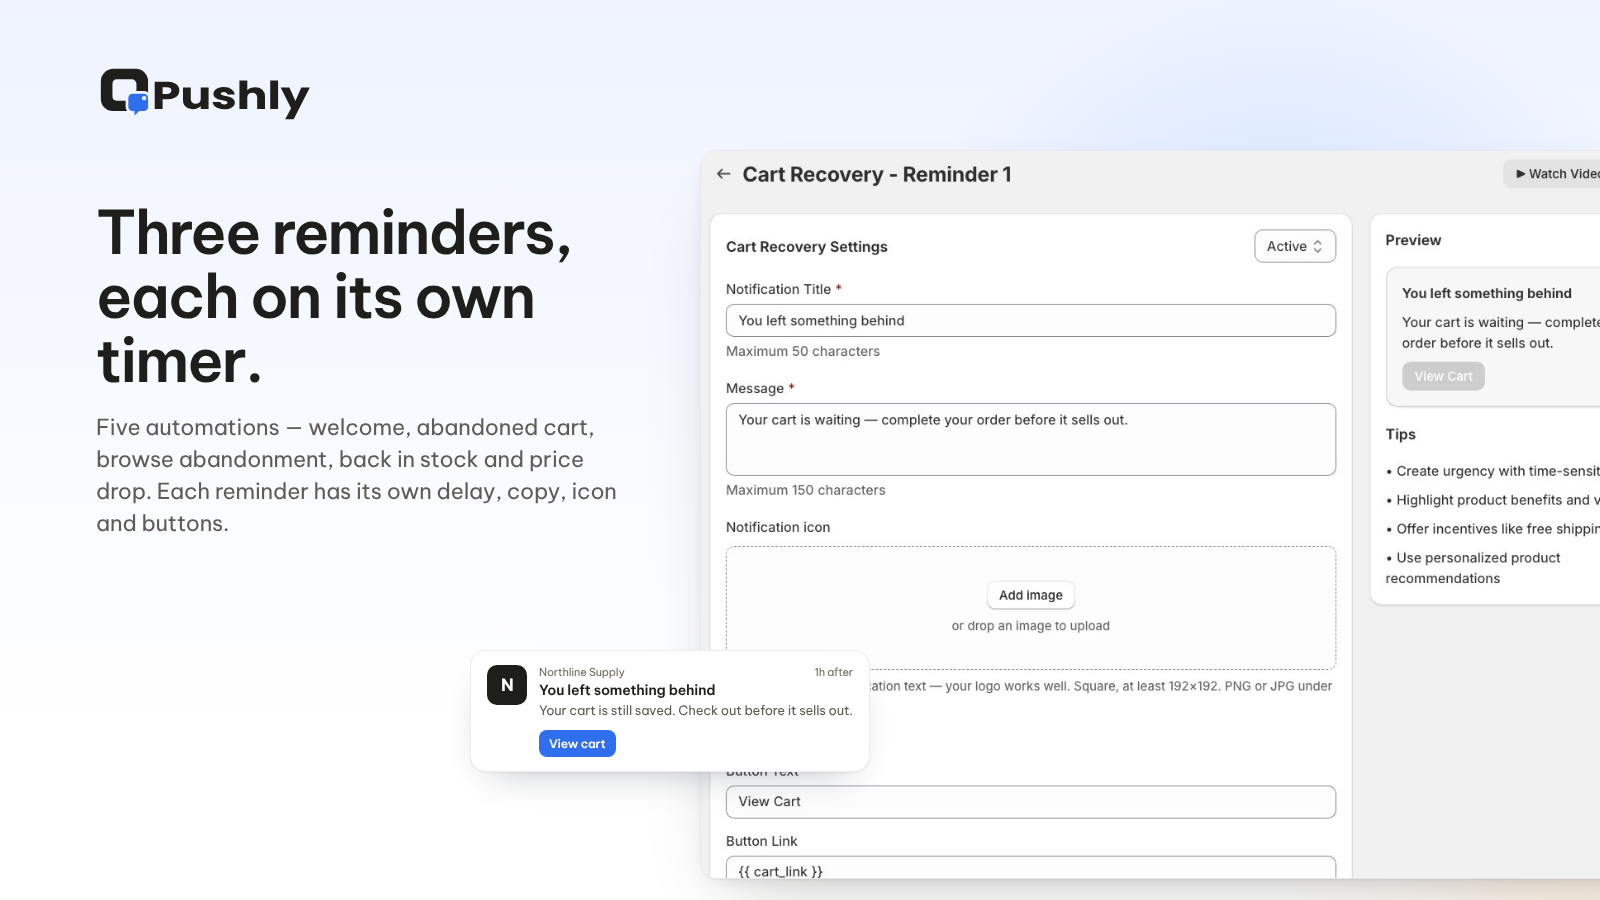 Pushly
Three reminders,
each on its own
timer.
Five automations — welcome, abandoned cart,
browse abandonment, back in stock and price
drop. Each reminder has its own delay, copy, icon
and buttons.
← Cart Recovery - Reminder 1
▶ Watch Video
Cart Recovery Settings
Active
Notification Title *
You left something behind
Maximum 50 characters
Message *
Your cart is waiting — complete your order before it sells out.
Maximum 150 characters
Notification icon
Add image
or drop an image to upload
cation text — your logo works well. Square, at least 192×192. PNG or JPG under
Button Text
View Cart
Button Link
{{ cart_link }}
Preview
You left something behind
Your cart is waiting — complete
order before it sells out.
View Cart
Tips
• Create urgency with time-sensit
• Highlight product benefits and v
• Offer incentives like free shippin
• Use personalized product
recommendations
N
Northline Supply
1h after
You left something behind
Your cart is still saved. Check out before it sells out.
View cart